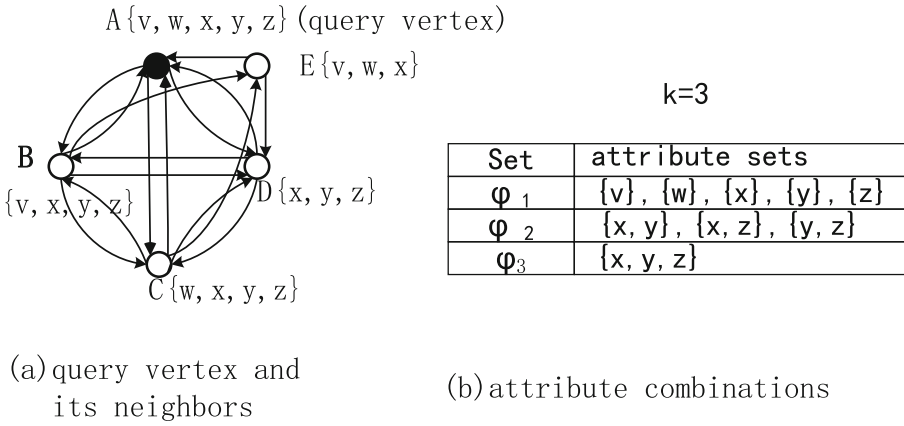 A{v, w, x, y, z} (query vertex)
E{v, w, x}
B
{v, x, y, z}
D{x, y, z}
C{w, x, y, z}
(a)query vertex and
its neighbors
k=3
Set attribute sets
φ 1 {v}, {w}, {x}, {y}, {z}
φ 2 {x, y}, {x, z}, {y, z}
φ3 {x, y, z}
(b)attribute combinations